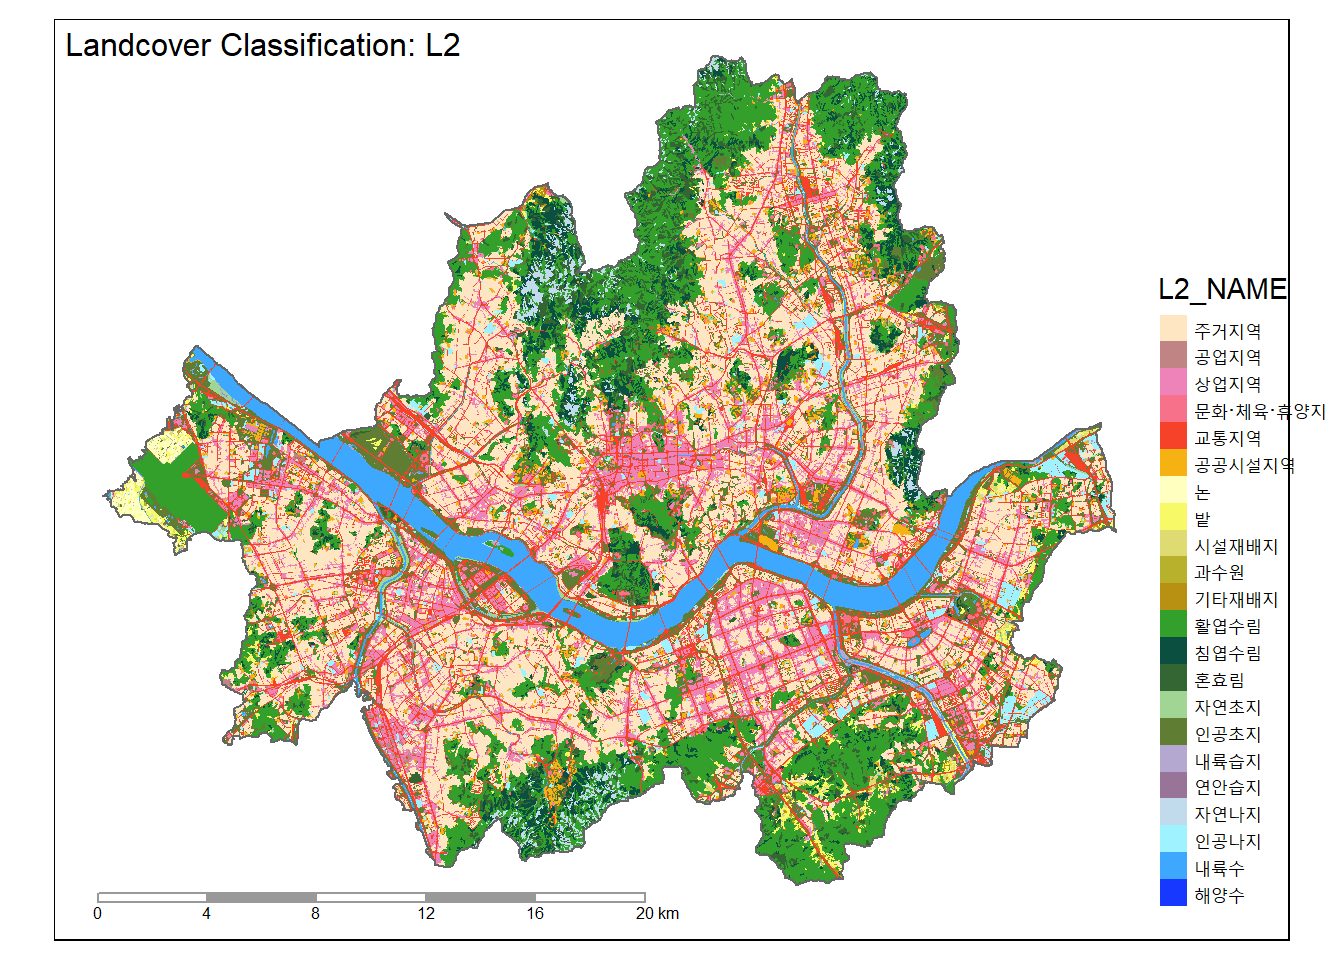 Landcover Classification: L2
L2_NAME
주거지역
공업지역
상업지역
문화·체육·휴양지
교통지역
공공시설지역
논
밭
시설재배지
과수원
기타재배지
활엽수림
침엽수림
혼효림
자연초지
인공초지
내륙습지
연안습지
자연나지
인공나지
내륙수
해양수
0 4 8 12 16 20 km